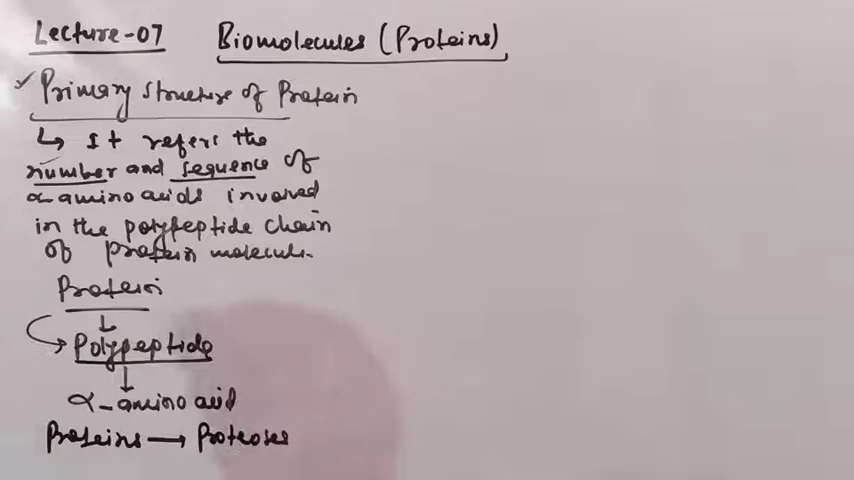 Lecture-07 Biomolecules (Proteins)
Primary structure of Protein
↳ It refers the
number and sequence of
α-amino acids involved
in the polypeptide chain
of protein molecule.
Protein
↓
Polypeptide
↓
α-amino acid
Proteins → Proteoses